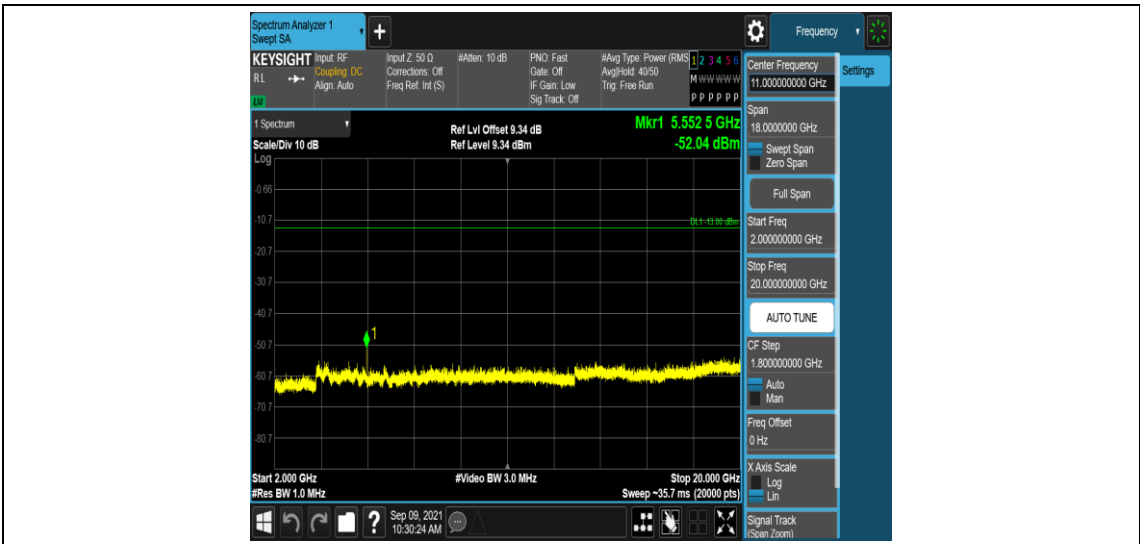 Spectrum Analyzer 1
Swept SA
Frequency
KEYSIGHT
RL
LNI
Input: RF
Coupling: DC
Align: Auto
Input Z: 50 Ω
Corrections: Off
Freq Ref: Int (S)
#Atten: 10 dB
PNO: Fast
Gate: Off
IF Gain: Low
Sig Track: Off
#Avg Type: Power (RMS
Avg|Hold: 40/50
Trig: Free Run
1 2 3 4 5 6
M W W W W W
P P P P P P
1 Spectrum
Scale/Div 10 dB
Log
Ref Lvl Offset 9.34 dB
Ref Level 9.34 dBm
Mkr1 5.552 5 GHz
-52.04 dBm
-0.66
-10.7
DL1 -13.00 dBm
-20.7
-30.7
-40.7
1
-50.7
-60.7
-70.7
-80.7
Start 2.000 GHz
#Res BW 1.0 MHz
#Video BW 3.0 MHz
Stop 20.000 GHz
Sweep ~35.7 ms (20000 pts)
Sep 09, 2021
10:30:24 AM
Center Frequency
11.000000000 GHz
Settings
Span
18.0000000 GHz
Swept Span
Zero Span
Full Span
Start Freq
2.000000000 GHz
Stop Freq
20.000000000 GHz
AUTO TUNE
CF Step
1.800000000 GHz
Auto
Man
Freq Offset
0 Hz
X Axis Scale
Log
Lin
Signal Track
(Span Zoom)